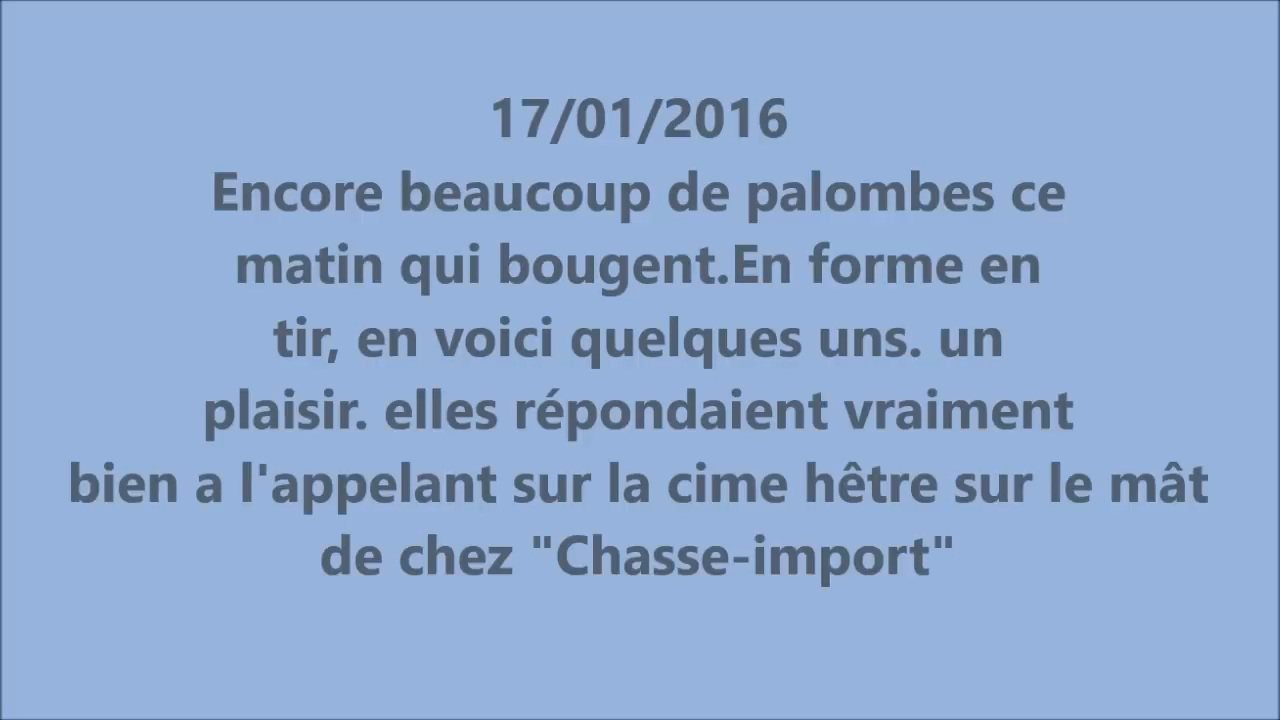 17/01/2016
Encore beaucoup de palombes ce
matin qui bougent.En forme en
tir, en voici quelques uns. un
plaisir. elles répondaient vraiment
bien a l'appelant sur la cime hêtre sur le mât
de chez "Chasse-import"